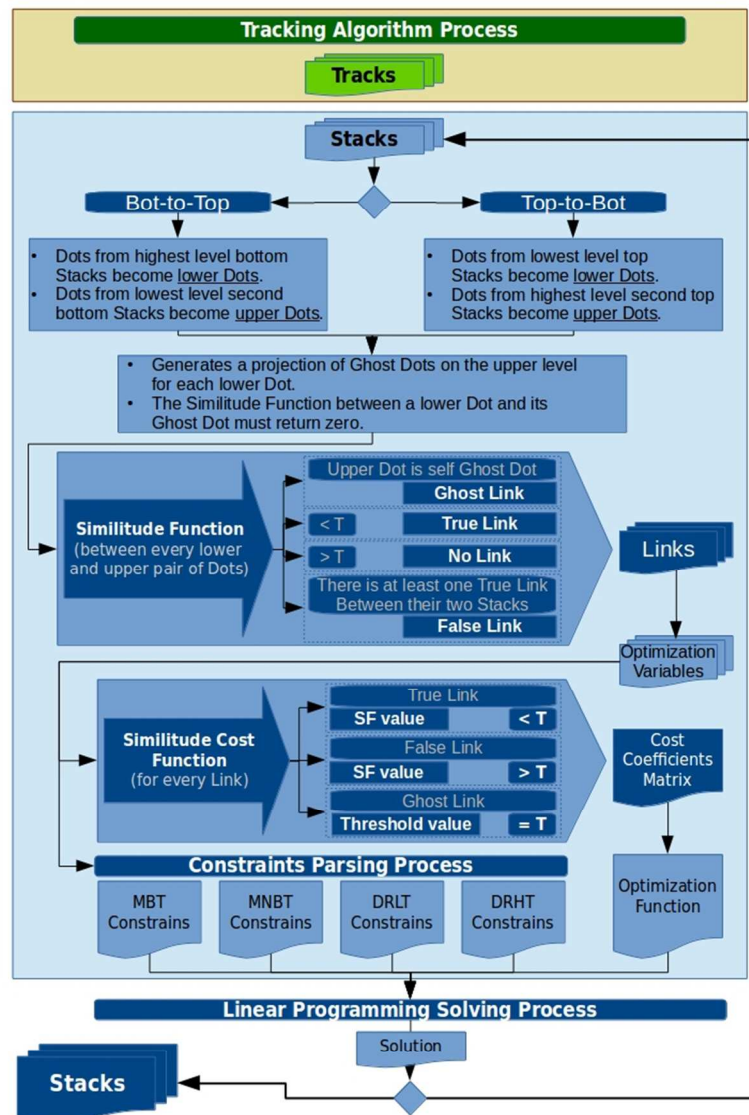 Tracking Algorithm Process
Tracks
Stacks
Bot-to-Top
Top-to-Bot
• Dots from highest level bottom
Stacks become lower Dots.
• Dots from lowest level second
bottom Stacks become upper Dots.
• Dots from lowest level top
Stacks become lower Dots.
• Dots from highest level second top
Stacks become upper Dots.
• Generates a projection of Ghost Dots on the upper level
for each lower Dot.
• The Similitude Function between a lower Dot and its
Ghost Dot must return zero.
Similitude Function
(between every lower
and upper pair of Dots)
Upper Dot is self Ghost Dot
Ghost Link
< T
True Link
> T
No Link
There is at least one True Link
Between their two Stacks
False Link
Links
Optimization
Variables
Similitude Cost
Function
(for every Link)
True Link
SF value
< T
False Link
SF value
> T
Ghost Link
Threshold value
= T
Cost
Coefficients
Matrix
Constraints Parsing Process
MBT
Constrains
MNBT
Constrains
DRLT
Constrains
DRHT
Constrains
Optimization
Function
Linear Programming Solving Process
Solution
Stacks